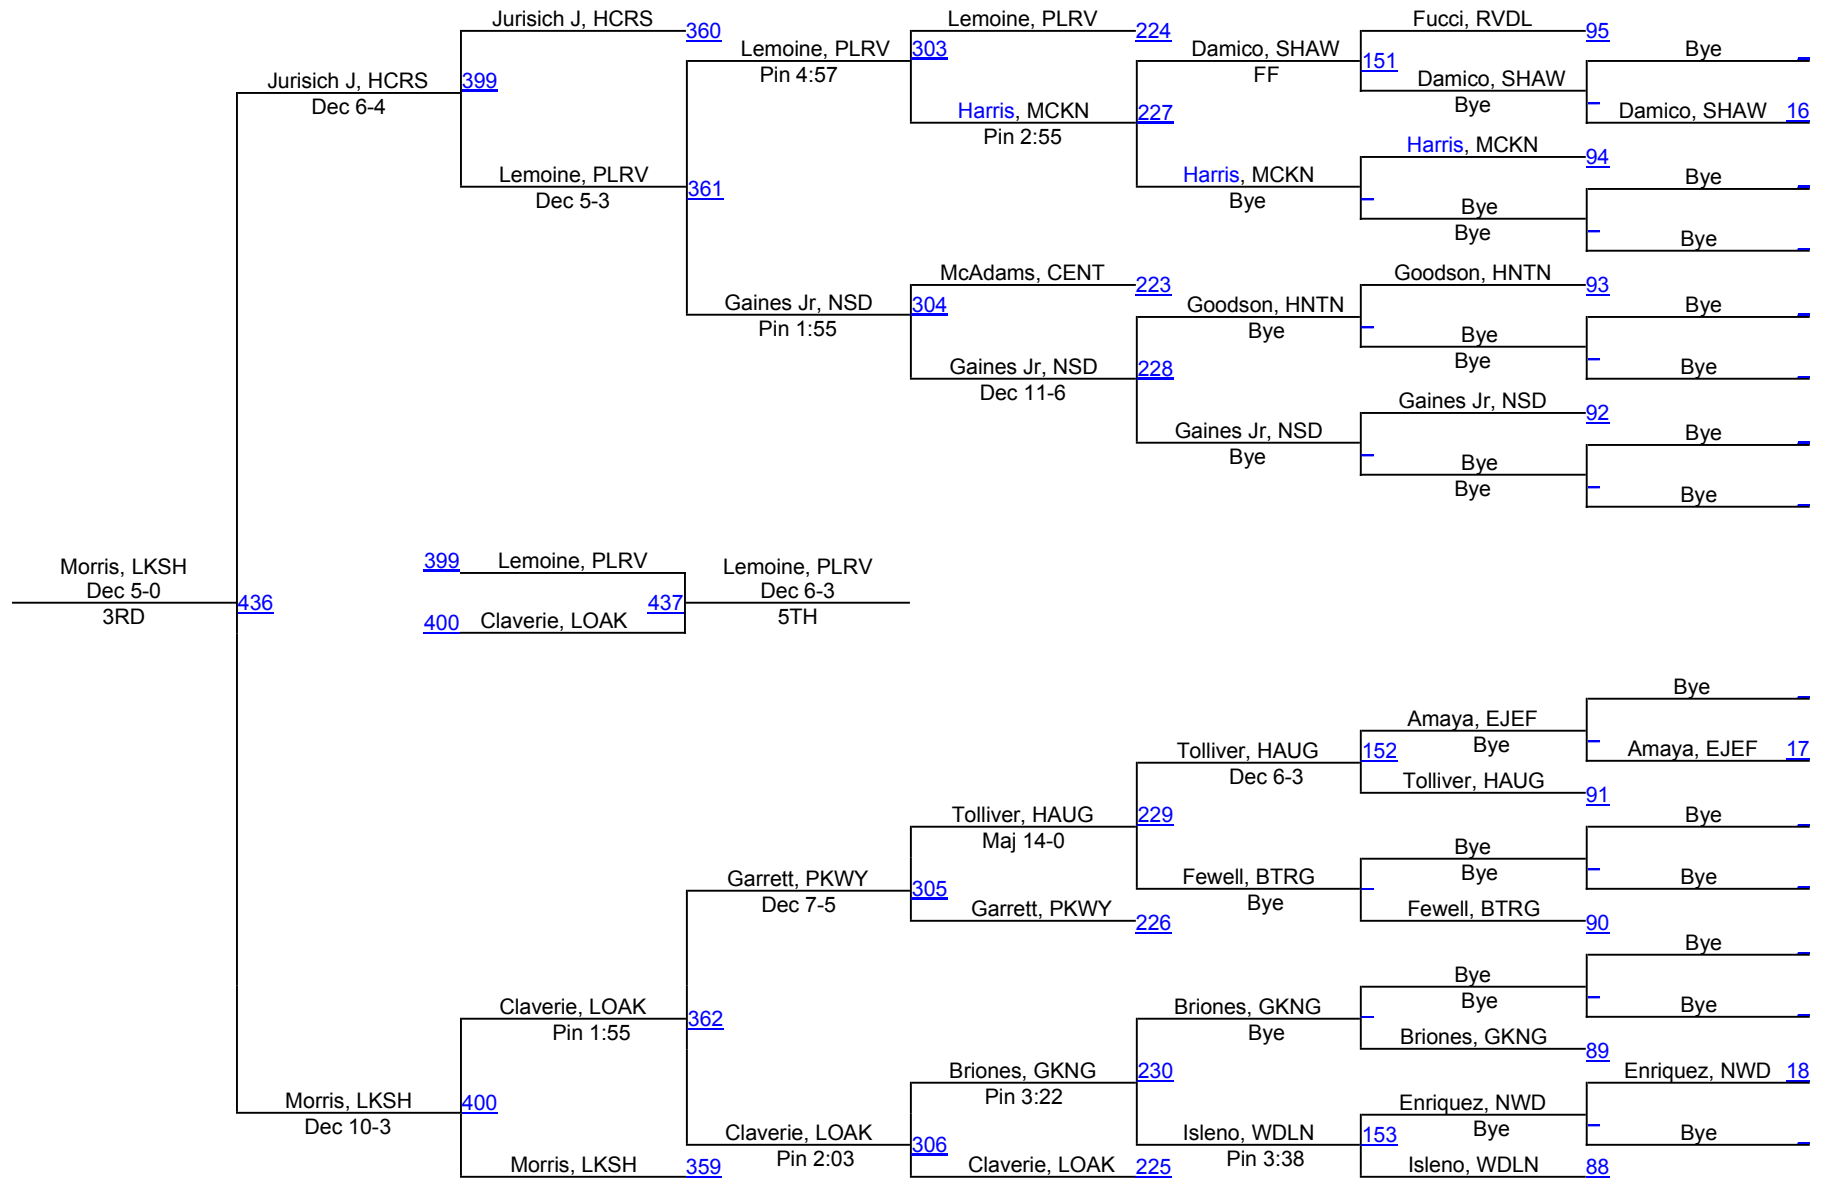 Jurisich J, HCRS
360
Lemoine, PLRV
224
Fucci, RVDL
95
Lemoine, PLRV
Pin 4:57
303
Damico, SHAW
FF
151
Bye
Jurisich J, HCRS
Dec 6-4
399
Damico, SHAW
Bye
Harris, MCKN
Pin 2:55
227
Damico, SHAW 16
Harris, MCKN
94
Lemoine, PLRV
Dec 5-3
361
Harris, MCKN
Bye
Bye
Bye
Bye
Bye
McAdams, CENT
223
Goodson, HNTN
93
Gaines Jr, NSD
Pin 1:55
304
Goodson, HNTN
Bye
Bye
Bye
Bye
Gaines Jr, NSD
Dec 11-6
228
Bye
Gaines Jr, NSD
92
Gaines Jr, NSD
Bye
Bye
Bye
Bye
Bye
Morris, LKSH
Dec 5-0
3RD
436
399 Lemoine, PLRV
400 Claverie, LOAK
437
Lemoine, PLRV
Dec 6-3
5TH
Bye
Amaya, EJEF
Bye
Tolliver, HAUG
Dec 6-3
152
Amaya, EJEF 17
Tolliver, HAUG
91
Tolliver, HAUG
Maj 14-0
229
Bye
Bye
Bye
Garrett, PKWY
Dec 7-5
305
Fewell, BTRG
Bye
Bye
Garrett, PKWY
226
Fewell, BTRG
90
Bye
Claverie, LOAK
Pin 1:55
362
Briones, GKNG
Bye
Bye
Bye
Bye
Briones, GKNG
89
Briones, GKNG
Pin 3:22
230
Enriquez, NWD 18
Morris, LKSH
Dec 10-3
400
Enriquez, NWD
Bye
Claverie, LOAK
Pin 2:03
306
Isleno, WDLN
Pin 3:38
153
Bye
Morris, LKSH
359
Claverie, LOAK
225
Isleno, WDLN
88